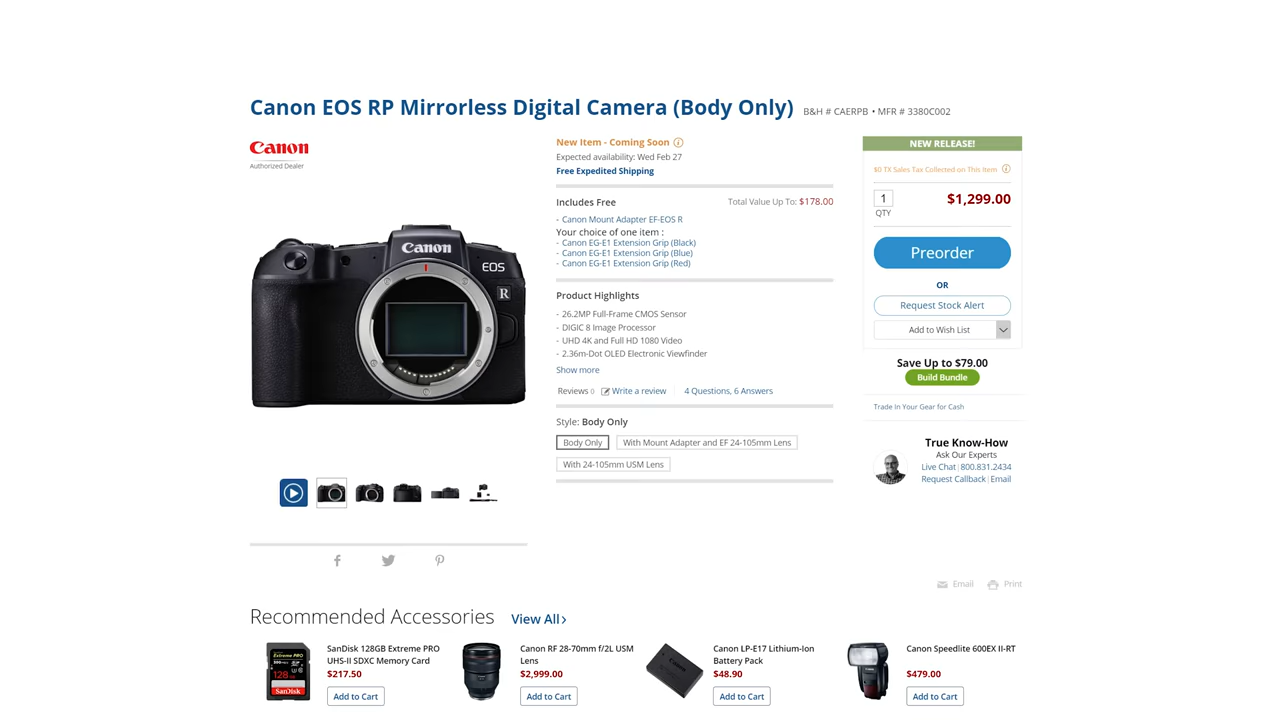 Canon EOS RP Mirrorless Digital Camera (Body Only) B&H # CAERPB • MFR # 3380C002
Canon
Authorized Dealer
Canon
EOS
R
New Item - Coming Soon
Expected availability: Wed Feb 27
Free Expedited Shipping
Includes Free Total Value Up To: $178.00
- Canon Mount Adapter EF-EOS R
Your choice of one item :
- Canon EG-E1 Extension Grip (Black)
- Canon EG-E1 Extension Grip (Blue)
- Canon EG-E1 Extension Grip (Red)
Product Highlights
- 26.2MP Full-Frame CMOS Sensor
- DIGIC 8 Image Processor
- UHD 4K and Full HD 1080 Video
- 2.36m-Dot OLED Electronic Viewfinder
Show more
Reviews 0 Write a review 4 Questions, 6 Answers
Style: Body Only
Body Only With Mount Adapter and EF 24-105mm Lens
With 24-105mm USM Lens
NEW RELEASE!
$0 TX Sales Tax Collected on This Item
1 $1,299.00
QTY
Preorder
OR
Request Stock Alert
Add to Wish List
Save Up to $79.00
Build Bundle
Trade In Your Gear for Cash
True Know-How
Ask Our Experts
Live Chat | 800.831.2434
Request Callback | Email
Email Print
Recommended Accessories View All
SanDisk 128GB Extreme PRO
UHS-II SDXC Memory Card
$217.50
Add to Cart
Canon RF 28-70mm f/2L USM
Lens
$2,999.00
Add to Cart
Canon LP-E17 Lithium-Ion
Battery Pack
$48.90
Add to Cart
Canon Speedlite 600EX II-RT
$479.00
Add to Cart
Extreme PRO
128
SanDisk